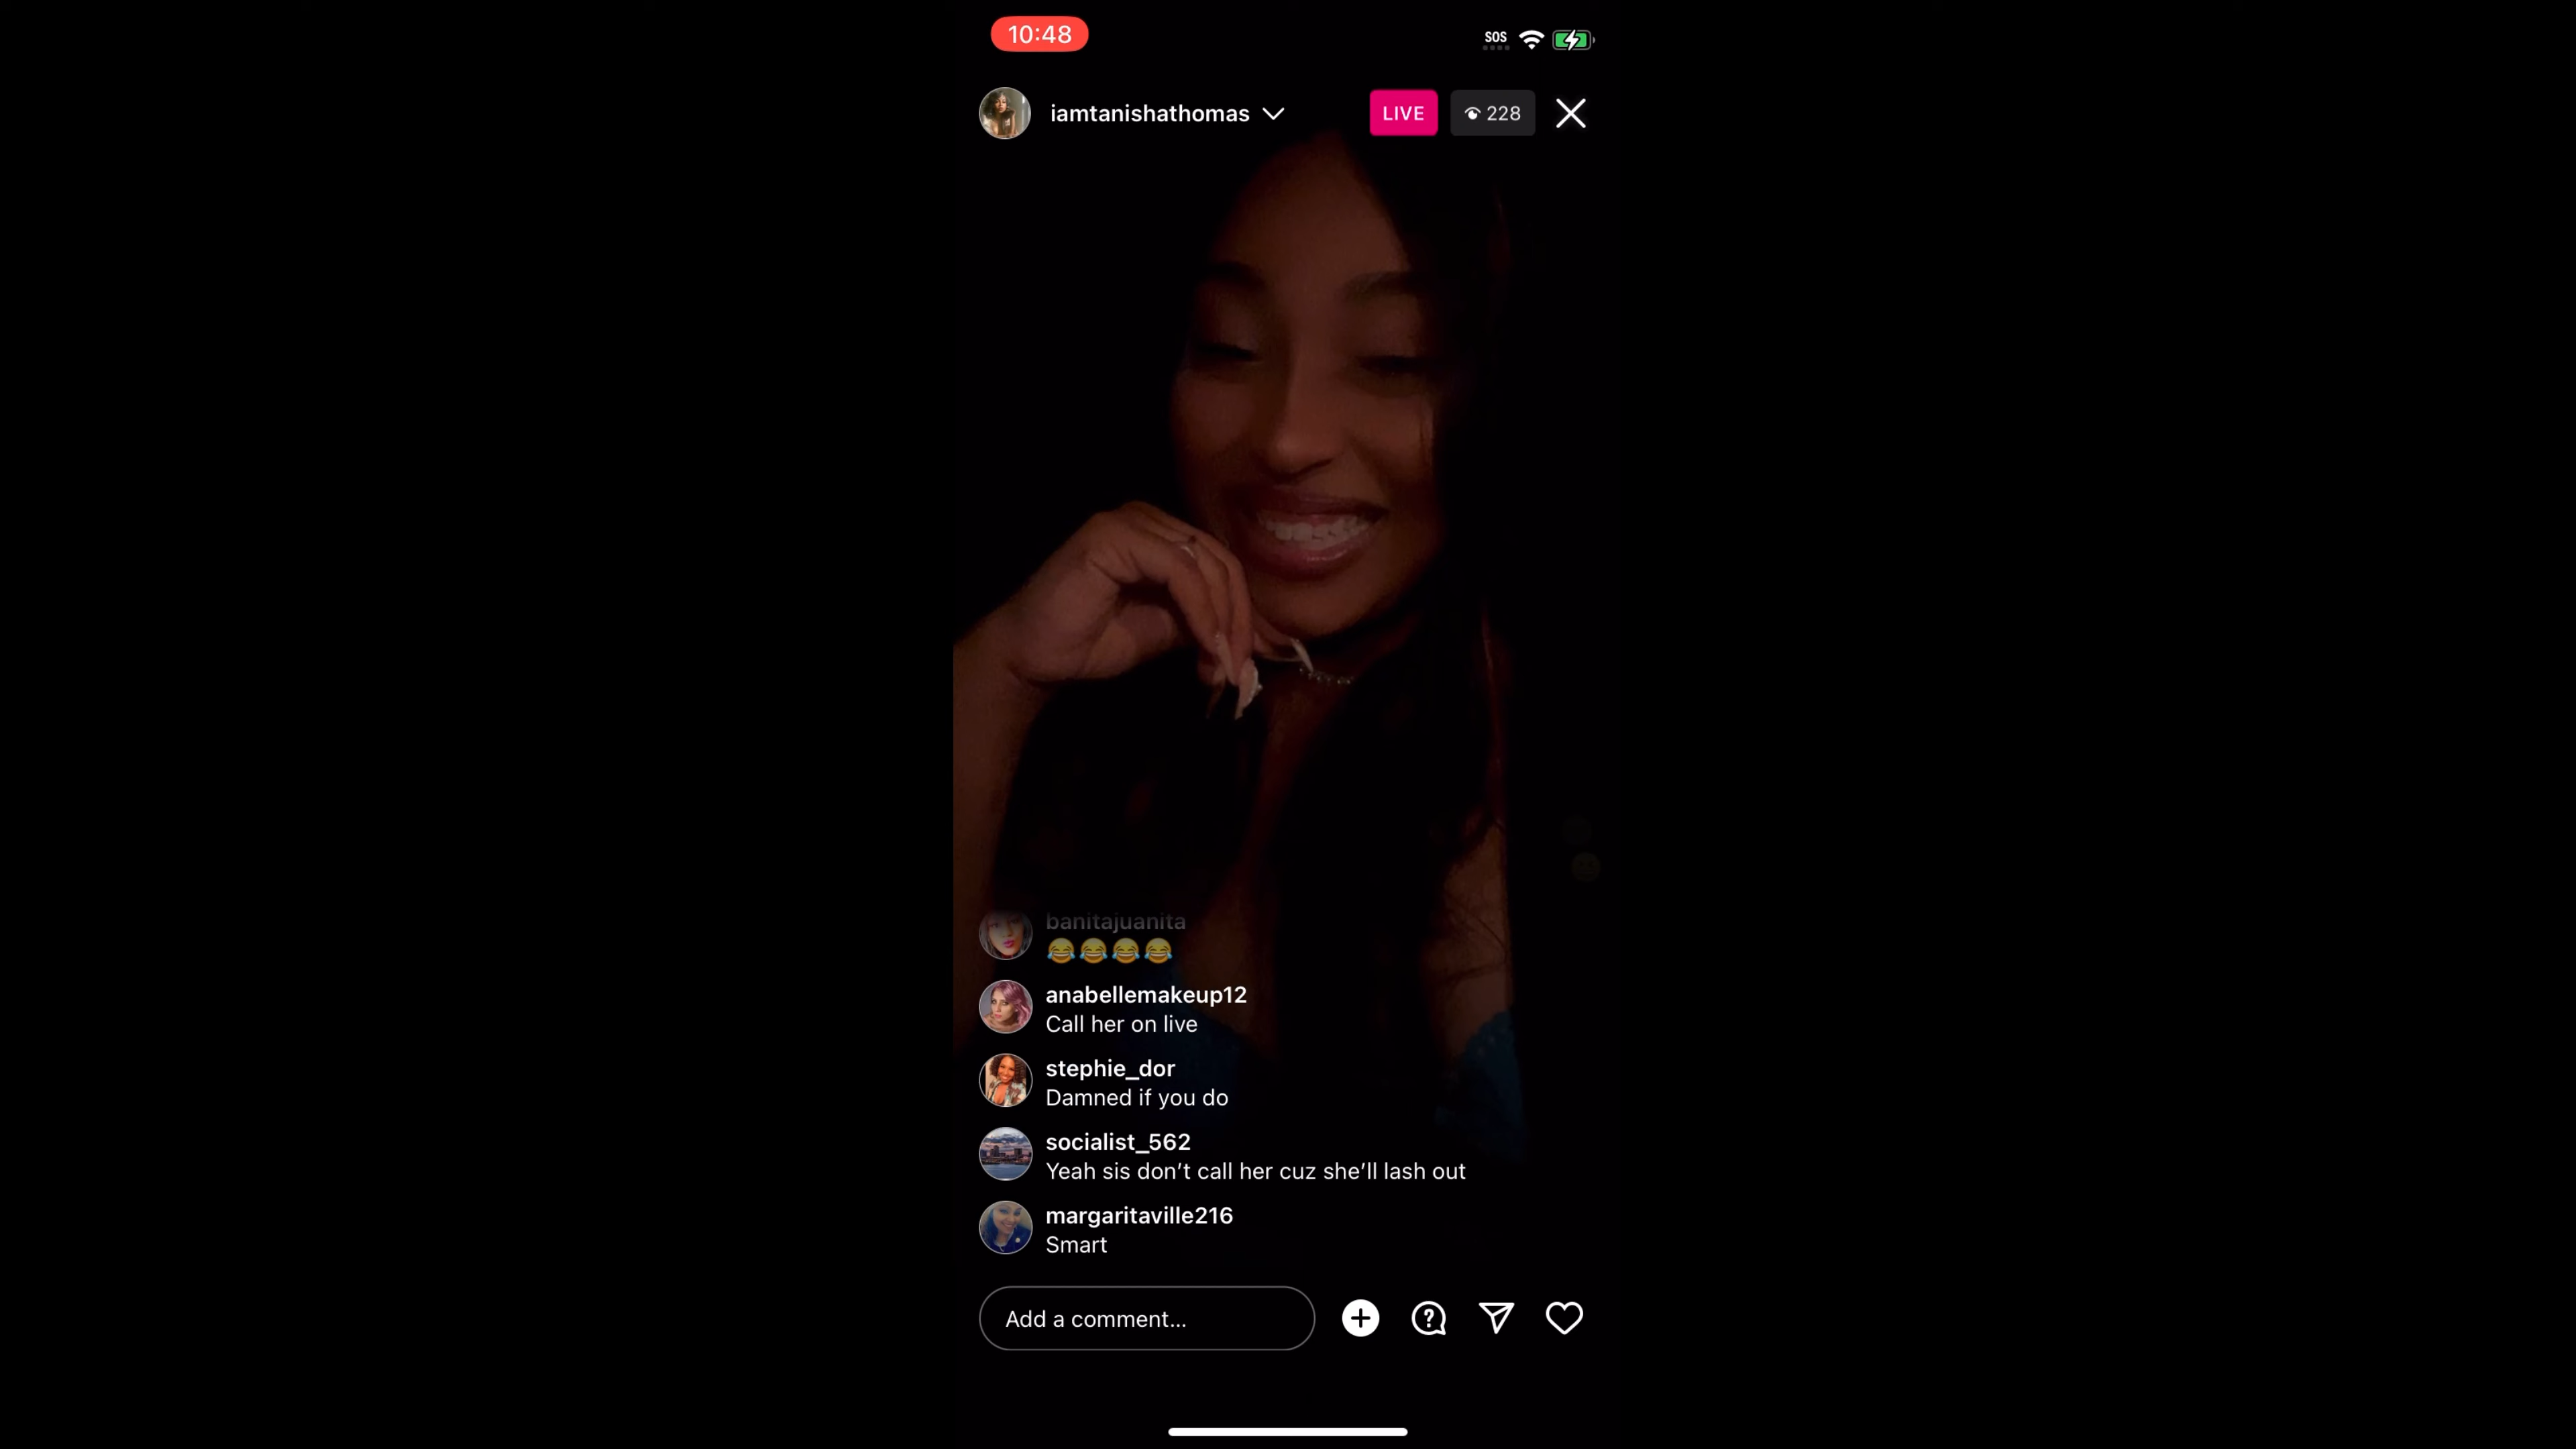 10:48
SOS
iamtanishathomas
LIVE
228
banitajuanita
😂😂😂😂
anabellemakeup12
Call her on live
stephie_dor
Damned if you do
socialist_562
Yeah sis don’t call her cuz she’ll lash out
margaritaville216
Smart
Add a comment...